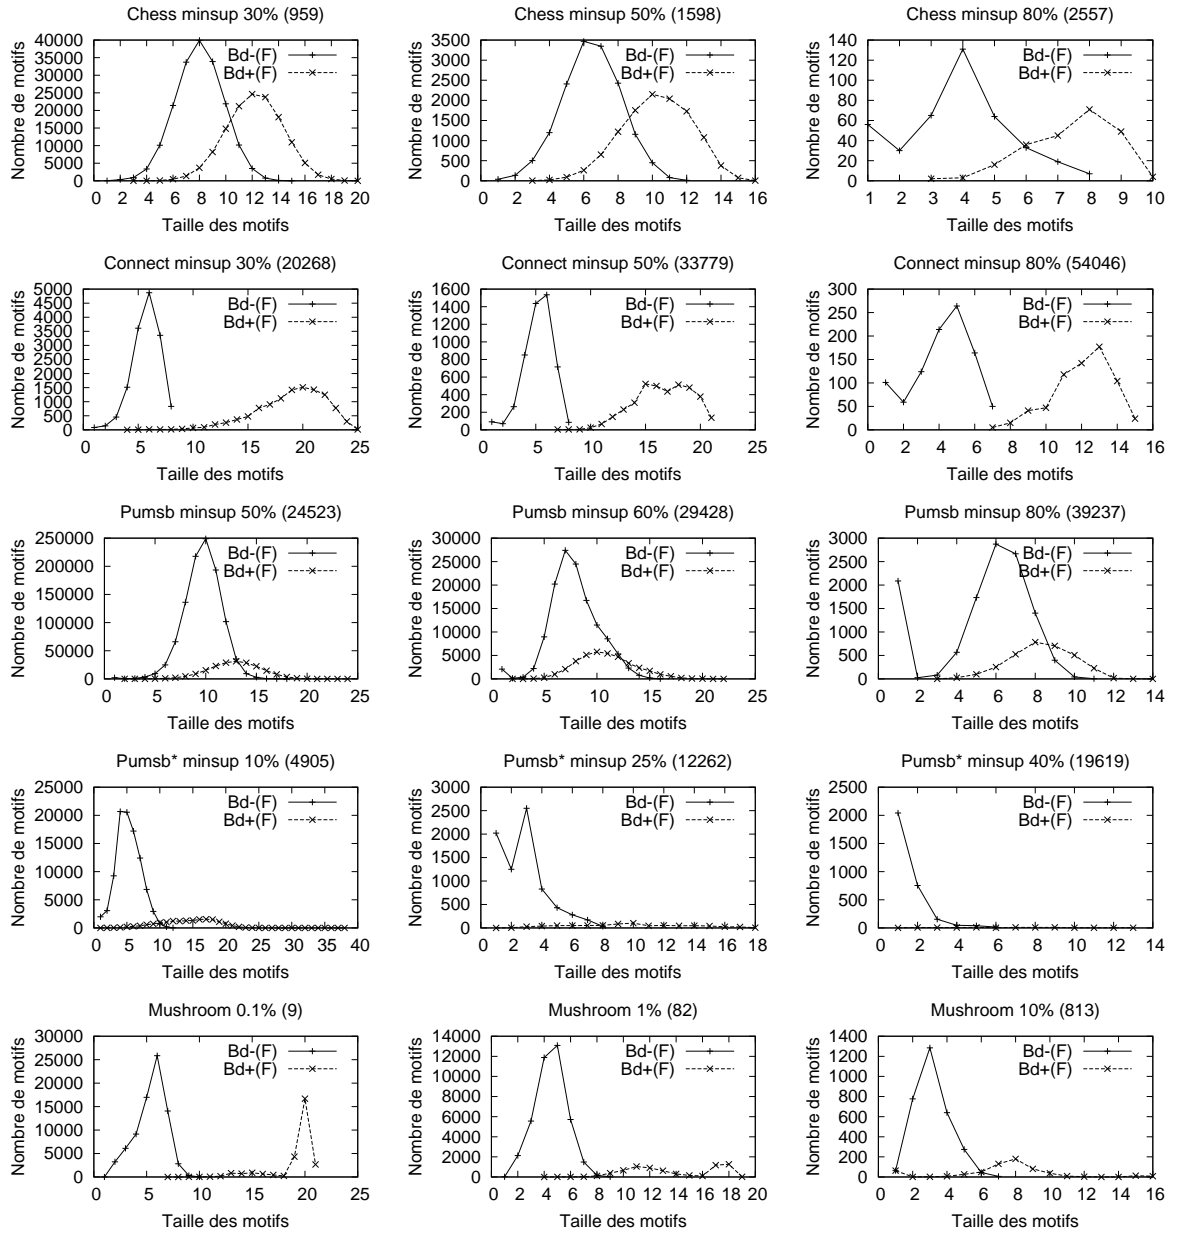 Chess minsup 30% (959)
Nombre de motifs
40000
35000
30000
25000
20000
15000
10000
5000
0
Bd-(F)
Bd+(F)
0 2 4 6 8 10 12 14 16 18 20
Taille des motifs
Chess minsup 50% (1598)
Nombre de motifs
3500
3000
2500
2000
1500
1000
500
0
Bd-(F)
Bd+(F)
0 2 4 6 8 10 12 14 16
Taille des motifs
Chess minsup 80% (2557)
Nombre de motifs
140
120
100
80
60
40
20
0
Bd-(F)
Bd+(F)
1 2 3 4 5 6 7 8 9 10
Taille des motifs
Connect minsup 30% (20268)
Nombre de motifs
5000
4500
4000
3500
3000
2500
2000
1500
1000
500
0
Bd-(F)
Bd+(F)
0 5 10 15 20 25
Taille des motifs
Connect minsup 50% (33779)
Nombre de motifs
1600
1400
1200
1000
800
600
400
200
0
Bd-(F)
Bd+(F)
0 5 10 15 20 25
Taille des motifs
Connect minsup 80% (54046)
Nombre de motifs
300
250
200
150
100
50
0
Bd-(F)
Bd+(F)
0 2 4 6 8 10 12 14 16
Taille des motifs
Pumsb minsup 50% (24523)
Nombre de motifs
250000
200000
150000
100000
50000
0
Bd-(F)
Bd+(F)
0 5 10 15 20 25
Taille des motifs
Pumsb minsup 60% (29428)
Nombre de motifs
30000
25000
20000
15000
10000
5000
0
Bd-(F)
Bd+(F)
0 5 10 15 20 25
Taille des motifs
Pumsb minsup 80% (39237)
Nombre de motifs
3000
2500
2000
1500
1000
500
0
Bd-(F)
Bd+(F)
0 2 4 6 8 10 12 14
Taille des motifs
Pumsb* minsup 10% (4905)
Nombre de motifs
25000
20000
15000
10000
5000
0
Bd-(F)
Bd+(F)
0 5 10 15 20 25 30 35 40
Taille des motifs
Pumsb* minsup 25% (12262)
Nombre de motifs
3000
2500
2000
1500
1000
500
0
Bd-(F)
Bd+(F)
0 2 4 6 8 10 12 14 16 18
Taille des motifs
Pumsb* minsup 40% (19619)
Nombre de motifs
2500
2000
1500
1000
500
0
Bd-(F)
Bd+(F)
0 2 4 6 8 10 12 14
Taille des motifs
Mushroom 0.1% (9)
Nombre de motifs
30000
25000
20000
15000
10000
5000
0
Bd-(F)
Bd+(F)
0 5 10 15 20 25
Taille des motifs
Mushroom 1% (82)
Nombre de motifs
14000
12000
10000
8000
6000
4000
2000
0
Bd-(F)
Bd+(F)
0 2 4 6 8 10 12 14 16 18 20
Taille des motifs
Mushroom 10% (813)
Nombre de motifs
1400
1200
1000
800
600
400
200
0
Bd-(F)
Bd+(F)
0 2 4 6 8 10 12 14 16
Taille des motifs